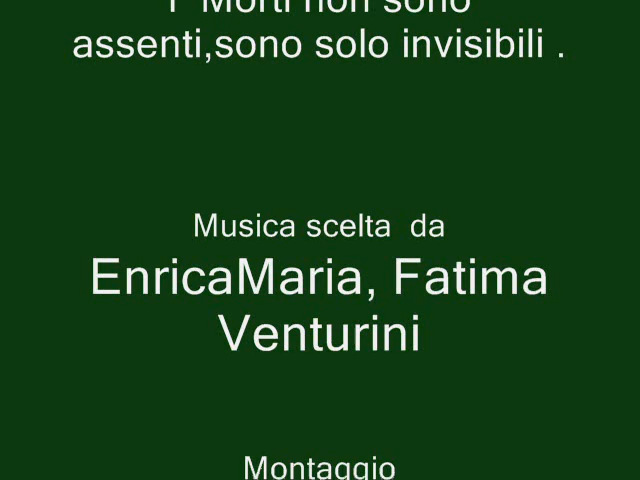 Morti non sono
assenti,sono solo invisibili .
Musica scelta da
EnricaMaria, Fatima
Venturini
Montaggio